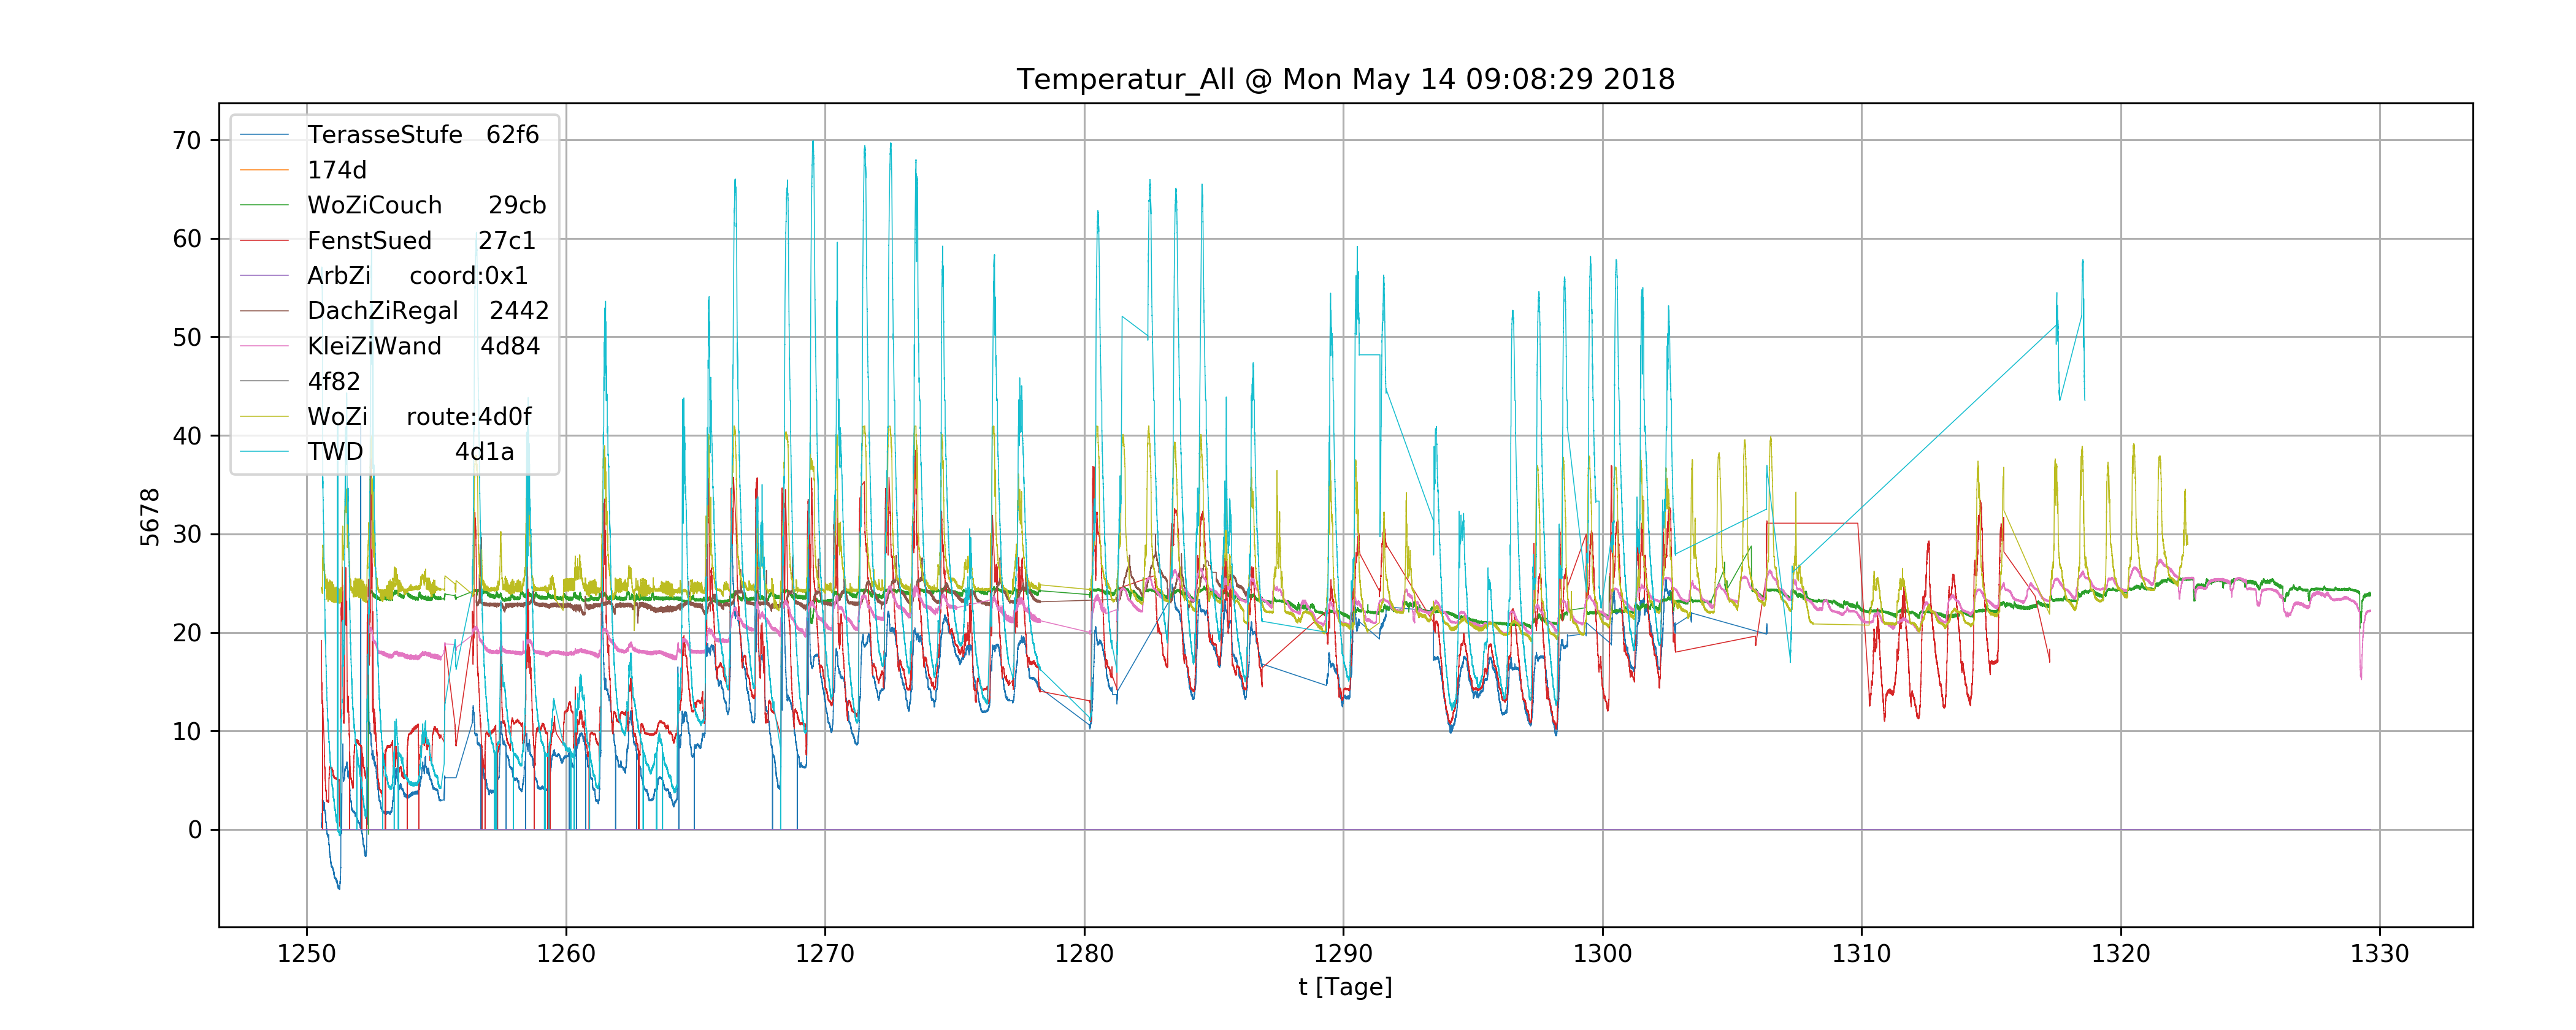 Temperatur_All @ Mon May 14 09:08:29 2018
70
60
50
40
30
20
10
0
5678
TerasseStufe 62f6
174d
WoZiCouch 29cb
FenstSued 27c1
ArbZi coord:0x1
DachZiRegal 2442
KleiZiWand 4d84
4f82
WoZi route:4d0f
TWD 4d1a
1250 1260 1270 1280 1290 1300 1310 1320 1330
t [Tage]